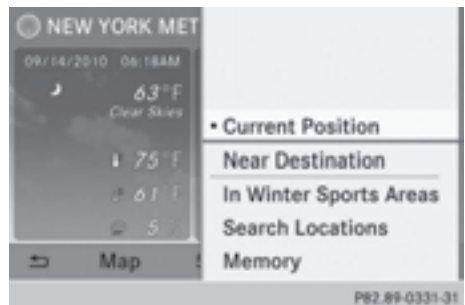 NEW YORK MET
09/14/2010 06:18AM
63°F
Clear Skies
75°F
61°F
5
Map
• Current Position
Near Destination
In Winter Sports Areas
Search Locations
Memory
P82.89-0331-31